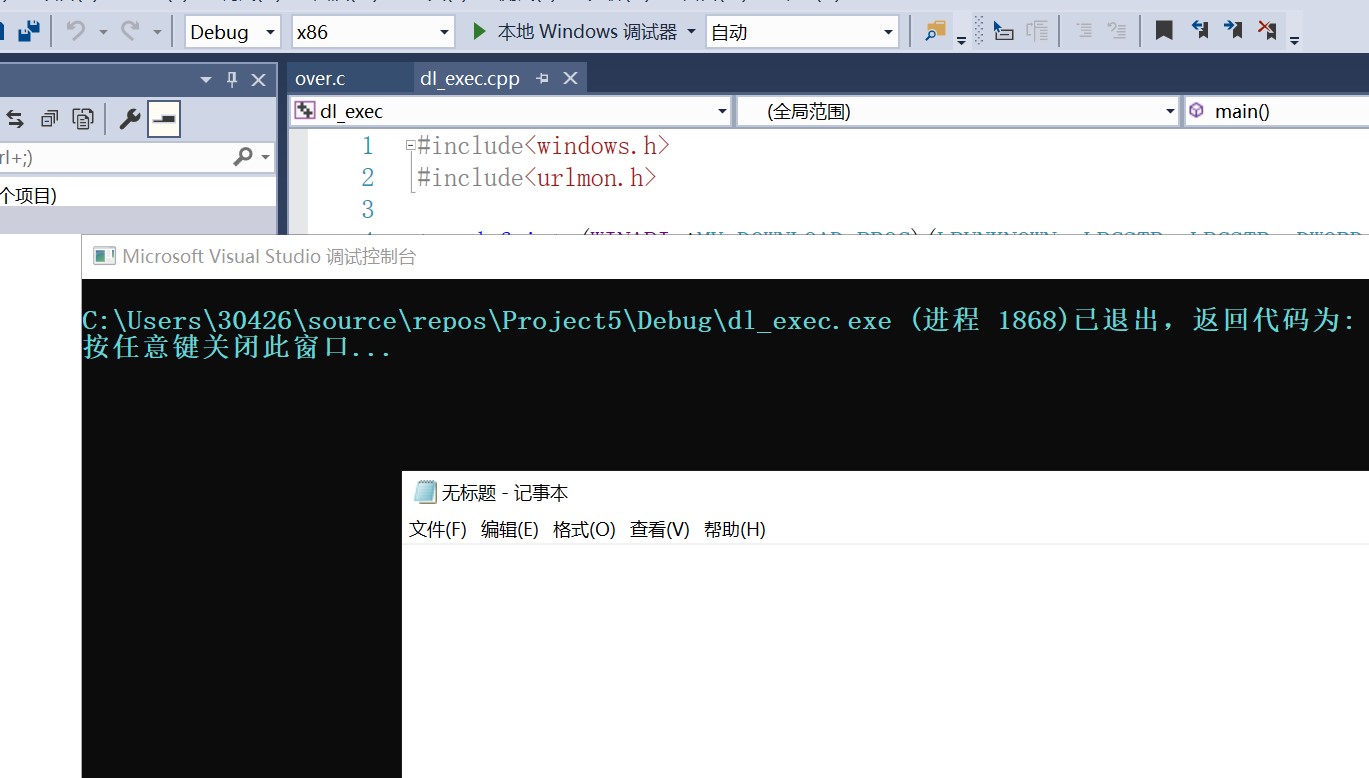 Debug x86 本地 Windows 调试器 自动
over.c dl_exec.cpp
dl_exec (全局范围) main()
rl+;)
个项目)
1 #include<windows.h>
2 #include<urlmon.h>
3
Microsoft Visual Studio 调试控制台
C:\Users\30426\source\repos\Project5\Debug\dl_exec.exe (进程 1868)已退出，返回代码为:
按任意键关闭此窗口...
无标题 - 记事本
文件(F) 编辑(E) 格式(O) 查看(V) 帮助(H)